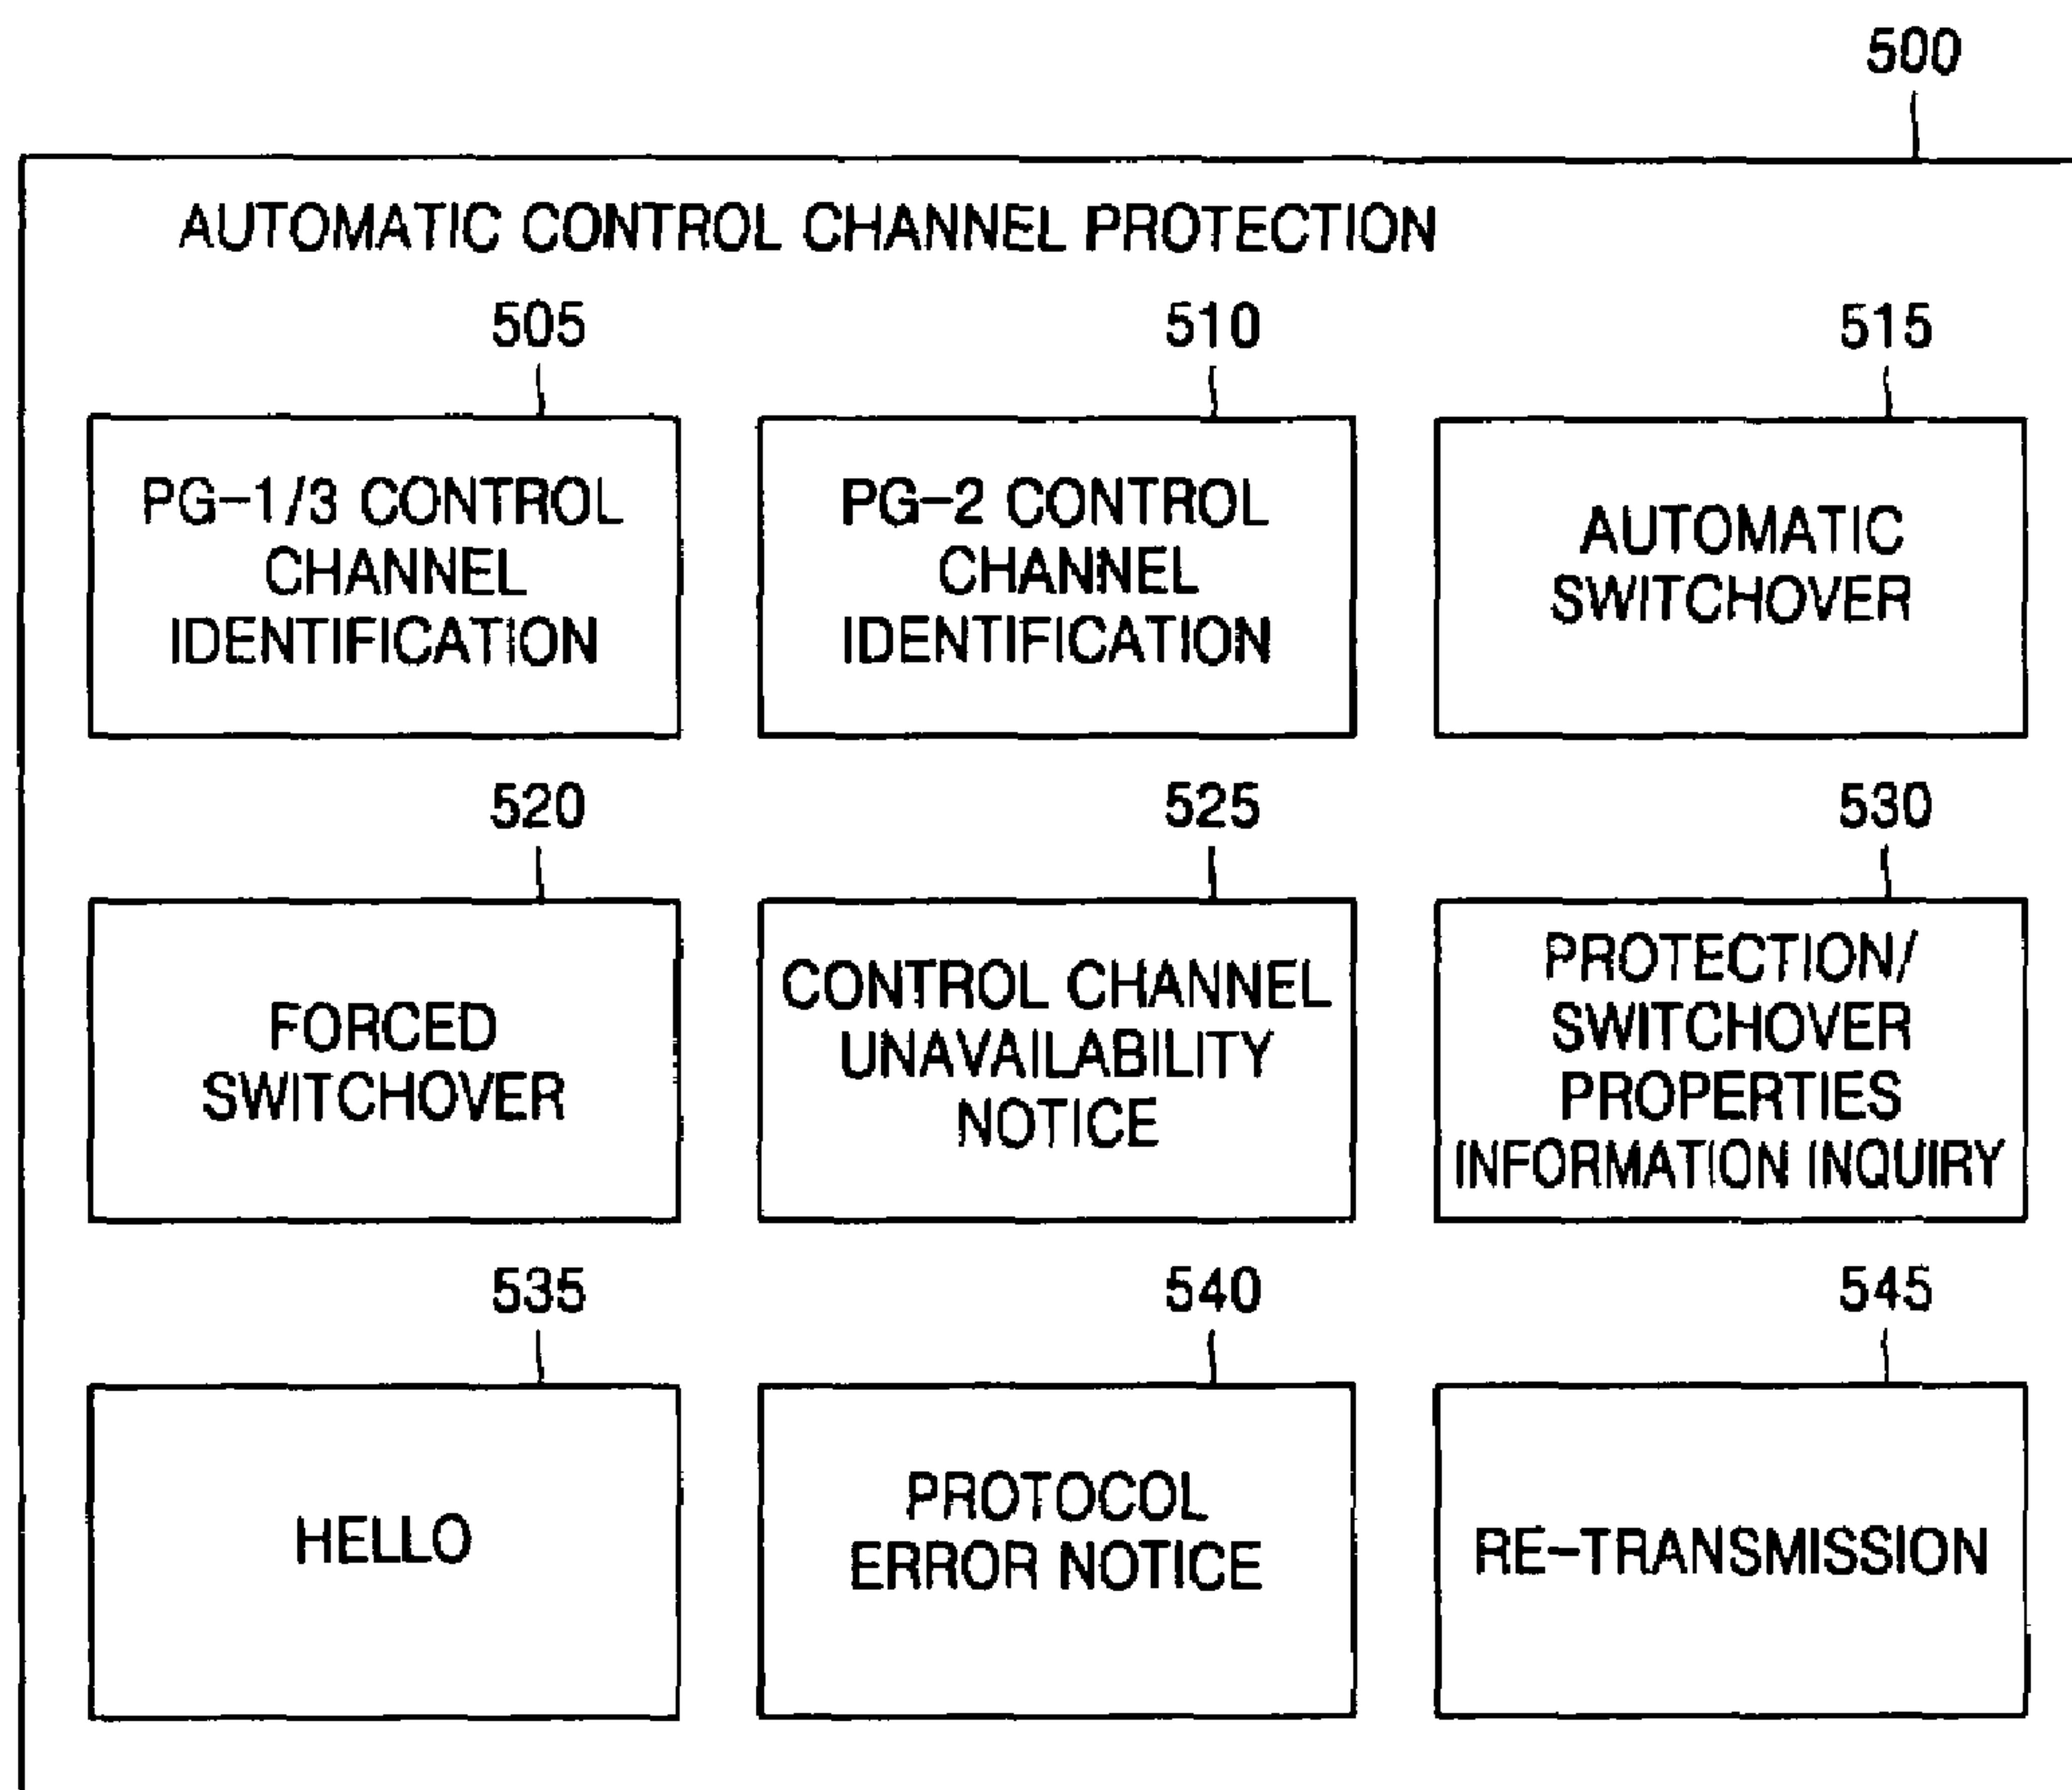 500
AUTOMATIC CONTROL CHANNEL PROTECTION
505
510
515
PG-1/3 CONTROL
CHANNEL
IDENTIFICATION
PG-2 CONTROL
CHANNEL
IDENTIFICATION
AUTOMATIC
SWITCHOVER
520
525
530
FORCED
SWITCHOVER
CONTROL CHANNEL
UNAVAILABILITY
NOTICE
PROTECTION/
SWITCHOVER
PROPERTIES
INFORMATION INQUIRY
535
540
545
HELLO
PROTOCOL
ERROR NOTICE
RE-TRANSMISSION